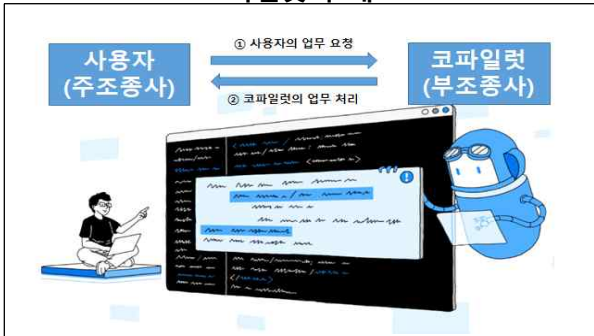 사용자
(주조종사)
① 사용자의 업무 요청
② 코파일럿의 업무 처리
코파일럿
(부조종사)